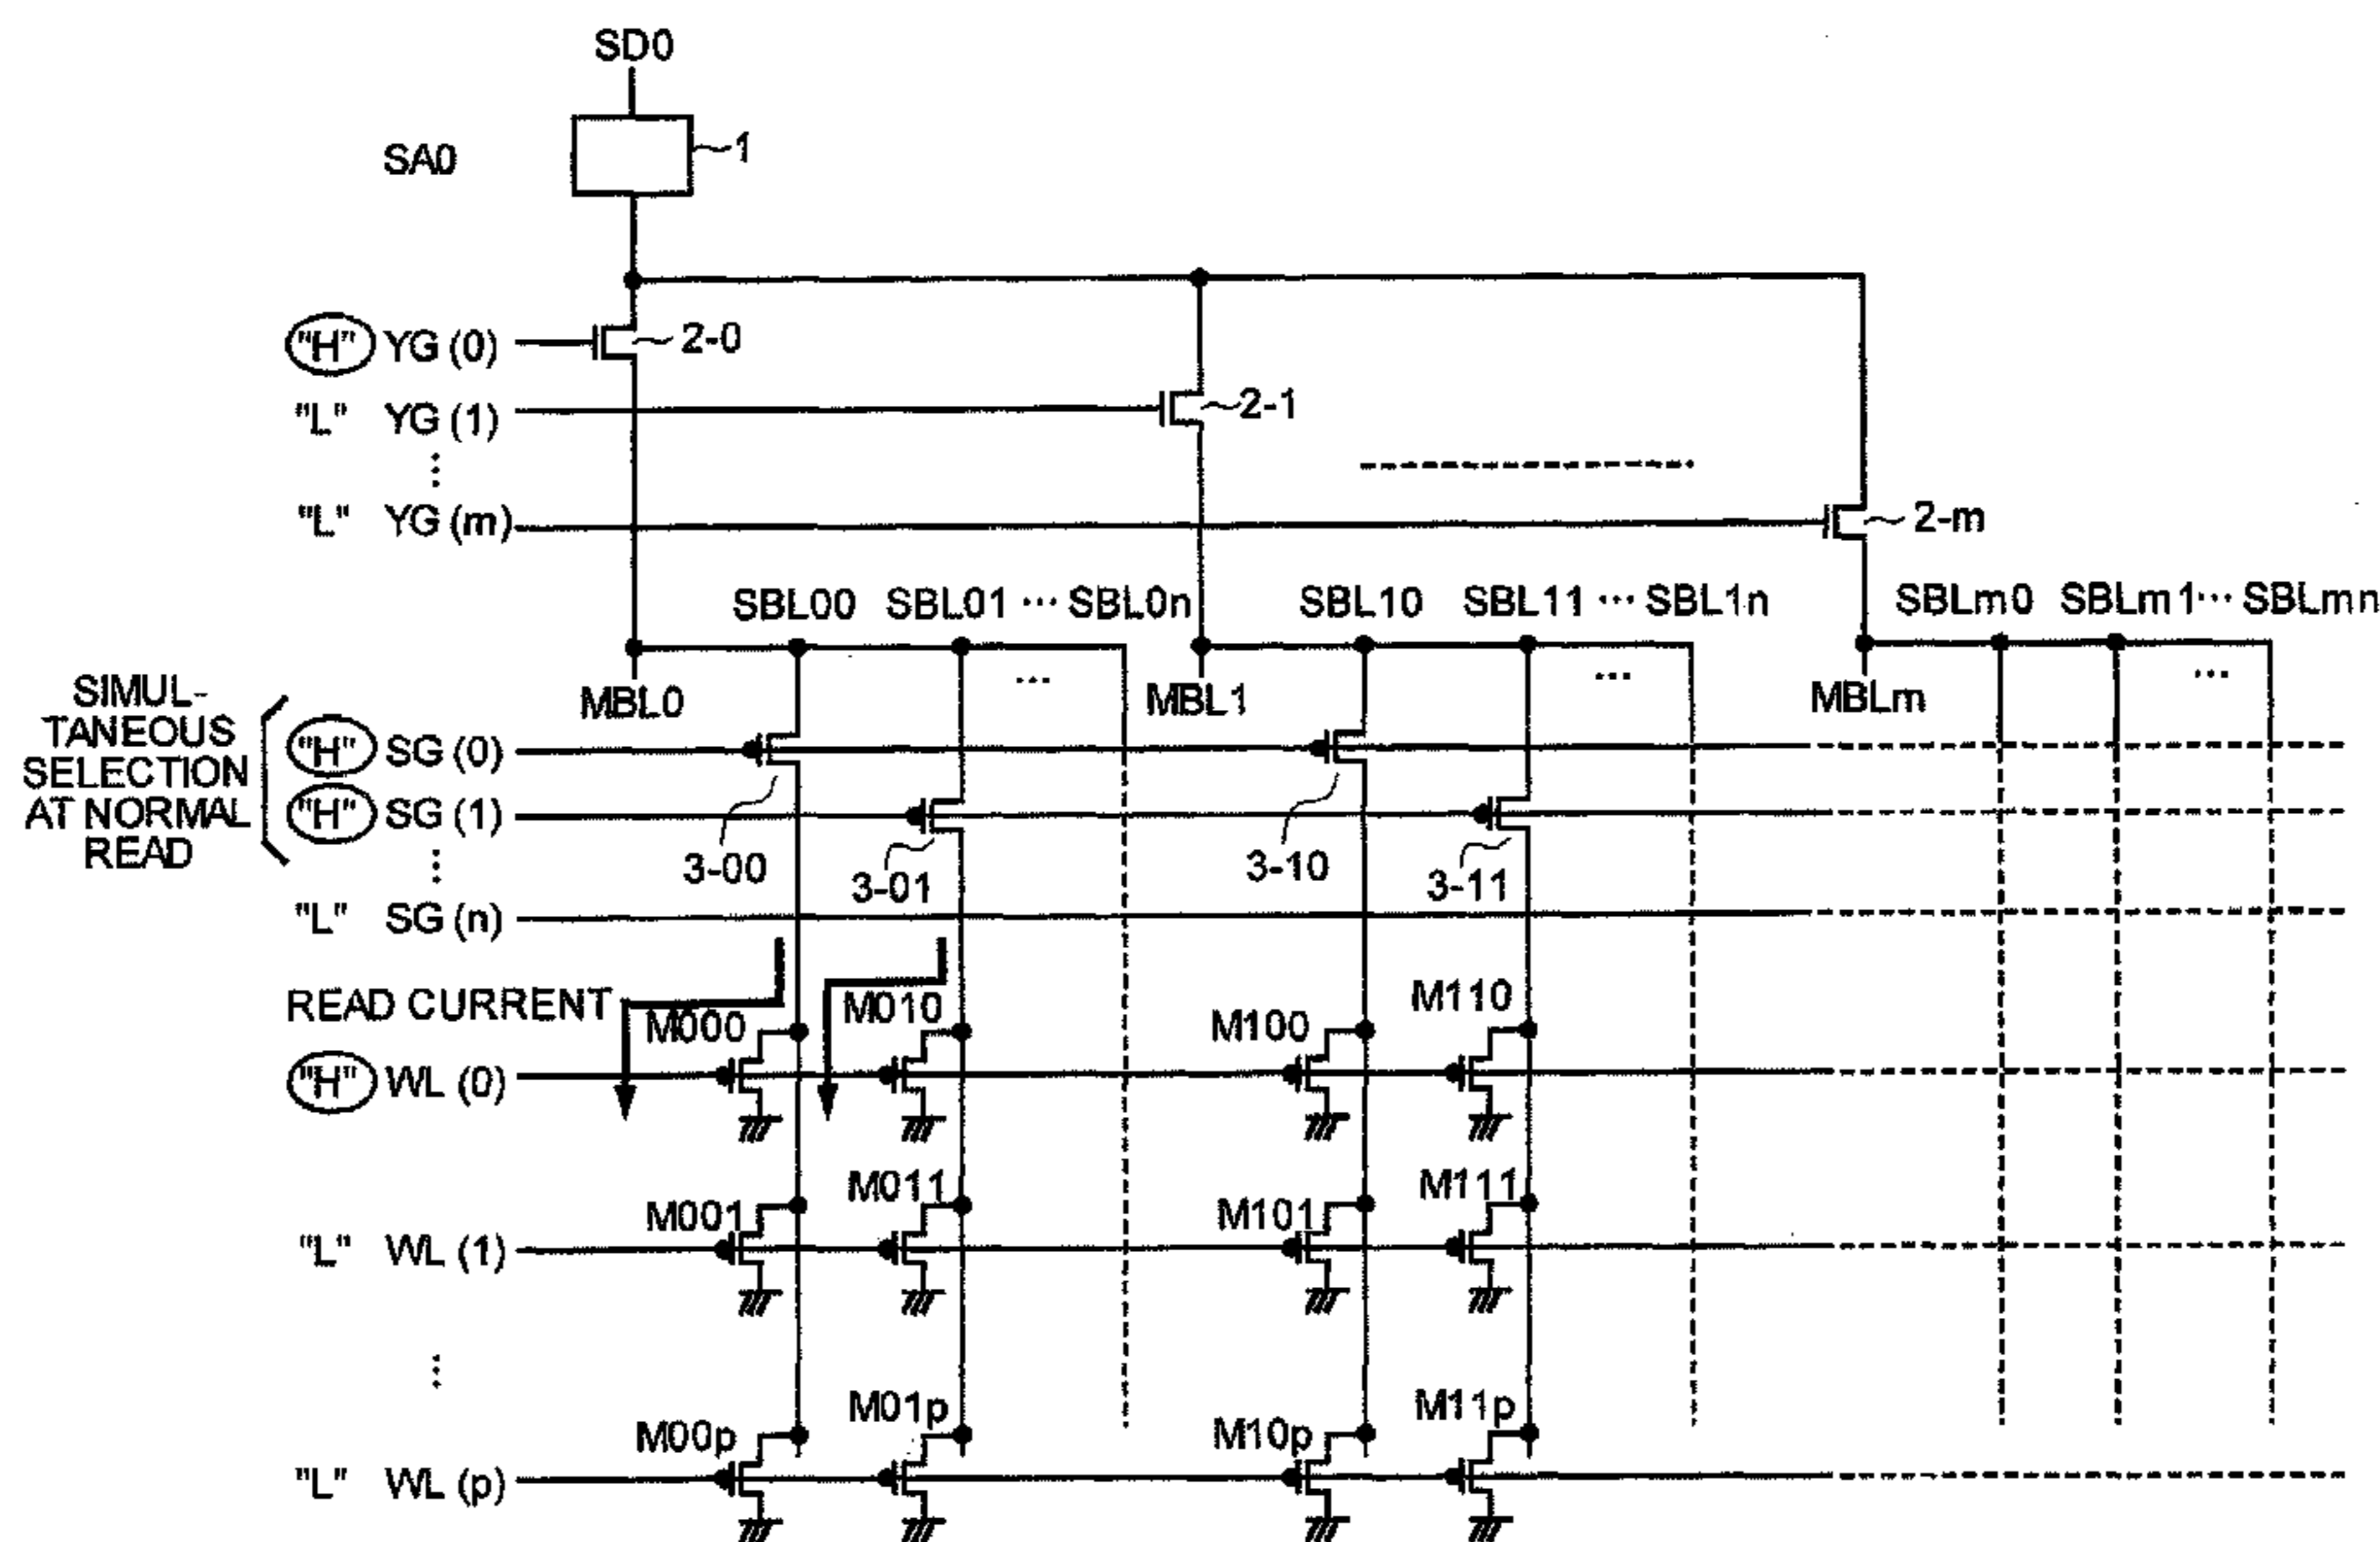 SD0
SA0
1
"H" YG (0)
2-0
"L" YG (1)
2-1
⋮
"L" YG (m)
2-m
SBL00 SBL01 ... SBL0n SBL10 SBL11 ... SBL1n SBLm0 SBLm1... SBLmn
... ... ...
MBL0 MBL1 MBLm
SIMUL-
TANEOUS
SELECTION
AT NORMAL
READ
"H" SG (0)
"H" SG (1)
3-00 3-01 3-10 3-11
⋮
"L" SG (n)
READ CURRENT
M000 M010 M100 M110
"H" WL (0)
M001 M011 M101 M111
"L" WL (1)
⋮
M00p M01p M10p M11p
"L" WL (p)